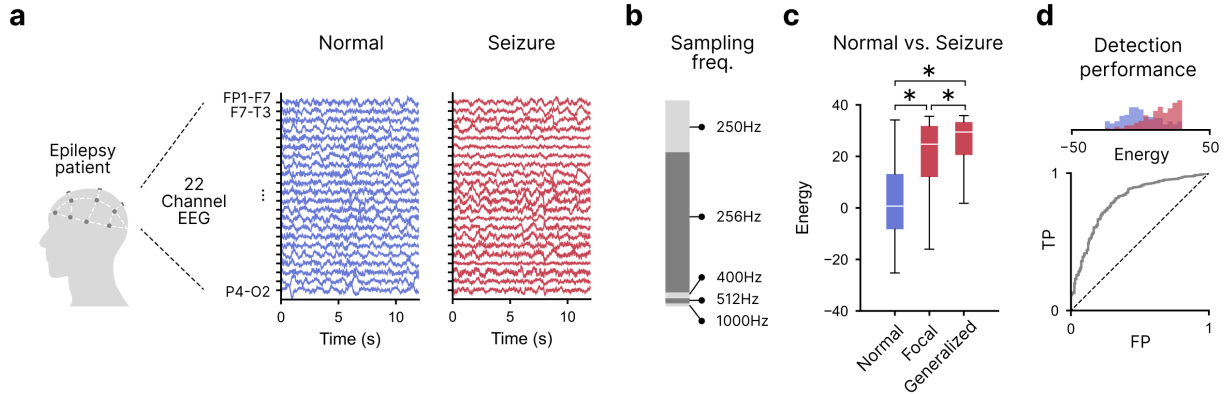 a
Normal
Seizure
FP1-F7
F7-T3
...
P4-O2
Epilepsy
patient
22
Channel
EEG
0
5
10
Time (s)
0
5
10
Time (s)
b
Sampling
freq.
250Hz
256Hz
400Hz
512Hz
1000Hz
c
Normal vs. Seizure
*
* *
40
20
0
−20
−40
Energy
Normal
Focal
Generalized
d
Detection
performance
−50
50
Energy
1
TP
0
0
1
FP